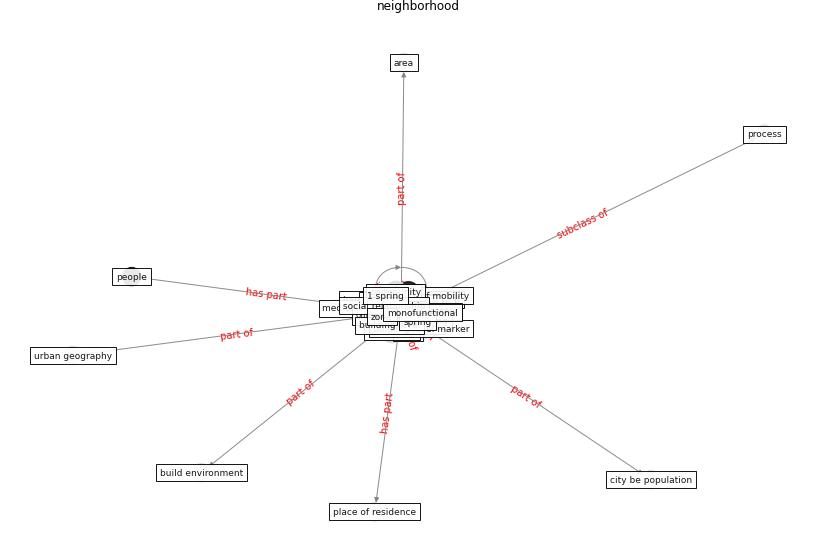 neighborhood
area
process
part of
subclass of
people
has part
1 spring
f mobility
monofunctional
building
spring
marker
part of
urban geography
part of
build environment
has part
place of residence
part of
city be population